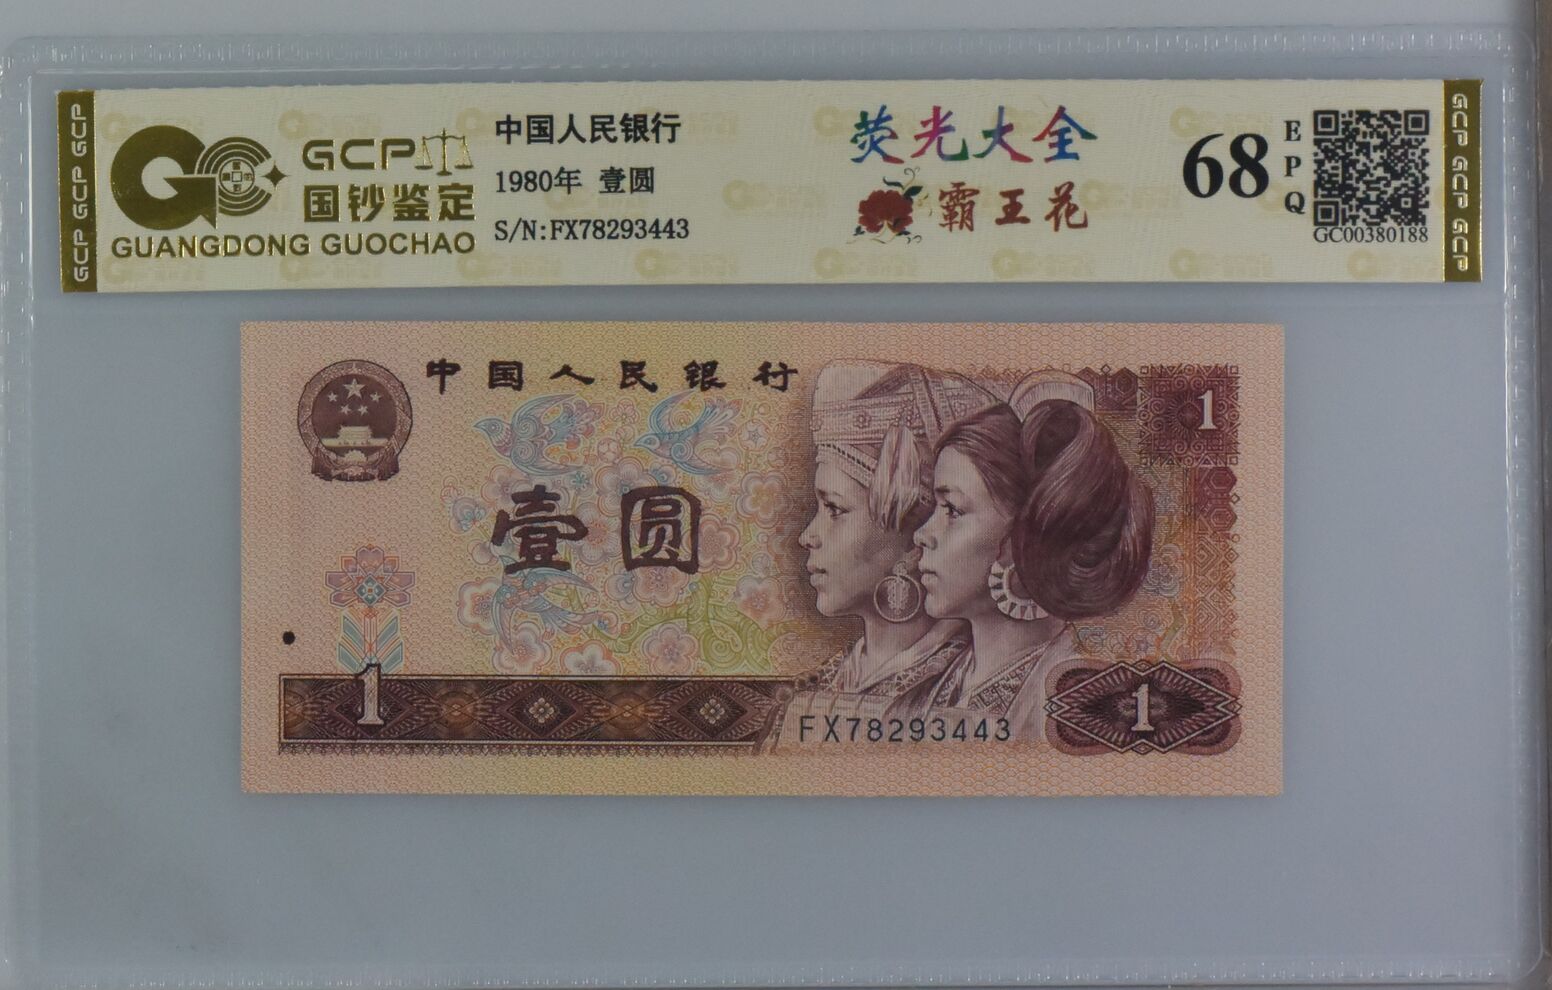 GCP GCP GCP
GCP
国钞鉴定
GUANGDONG GUOCHAO
中国人民银行
1980年 壹圆
S/N:FX78293443
荧光大全
霸王花
68
EPQ
GC00380188
GCP GCP GCP
中国人民银行
1
壹圆
1
FX78293443
1